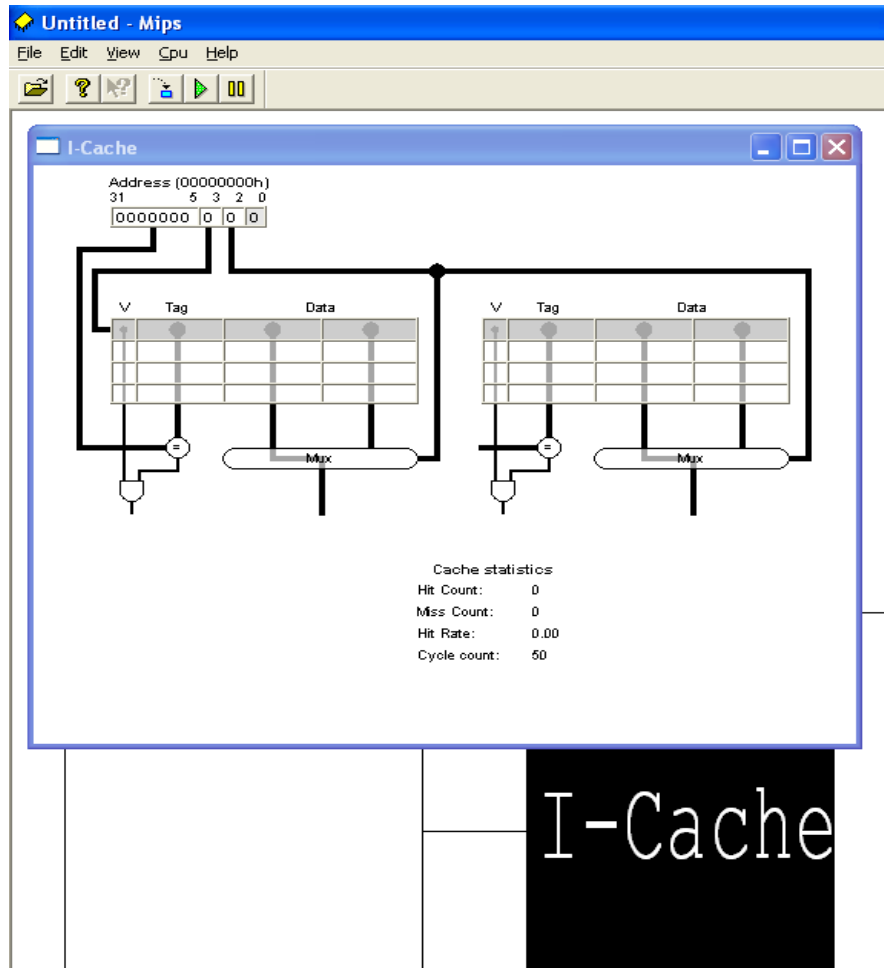 Untitled - Mips
File Edit View Cpu Help
I-Cache
Address (00000000h)
31 5 3 2 0
0000000 0 0 0
V Tag Data V Tag Data
= = 
Mux Mux
Cache statistics
Hit Count: 0
Miss Count: 0
Hit Rate: 0.00
Cycle count: 50
I-Cache